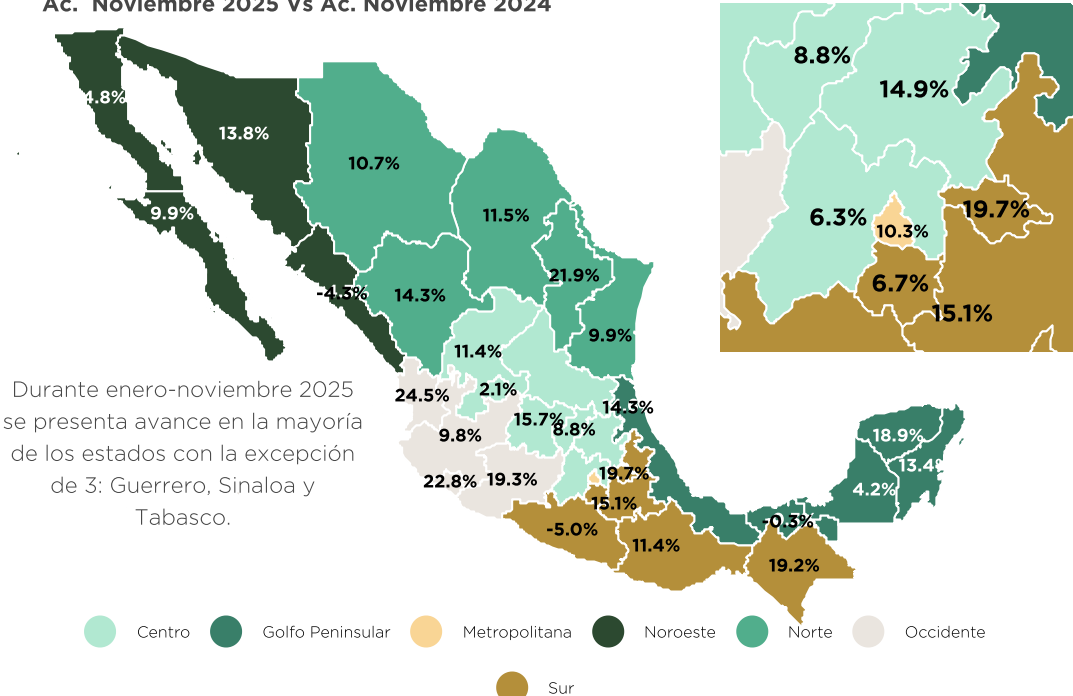 Ac. Noviembre 2025 Vs Ac. Noviembre 2024
8.8%
14.9%
6.3%
10.3%
19.7%
6.7%
15.1%
4.8%
13.8%
10.7%
9.9%
11.5%
21.9%
-4.3%
14.3%
9.9%
11.4%
2.1%
24.5%
14.3%
15.7%
8.8%
9.8%
18.9%
13.4%
19.7%
22.8%
19.3%
4.2%
15.1%
-0.3%
-5.0%
11.4%
19.2%
Durante enero-noviembre 2025
se presenta avance en la mayoría
de los estados con la excepción
de 3: Guerrero, Sinaloa y
Tabasco.
Centro
Golfo Peninsular
Metropolitana
Noroeste
Norte
Occidente
Sur